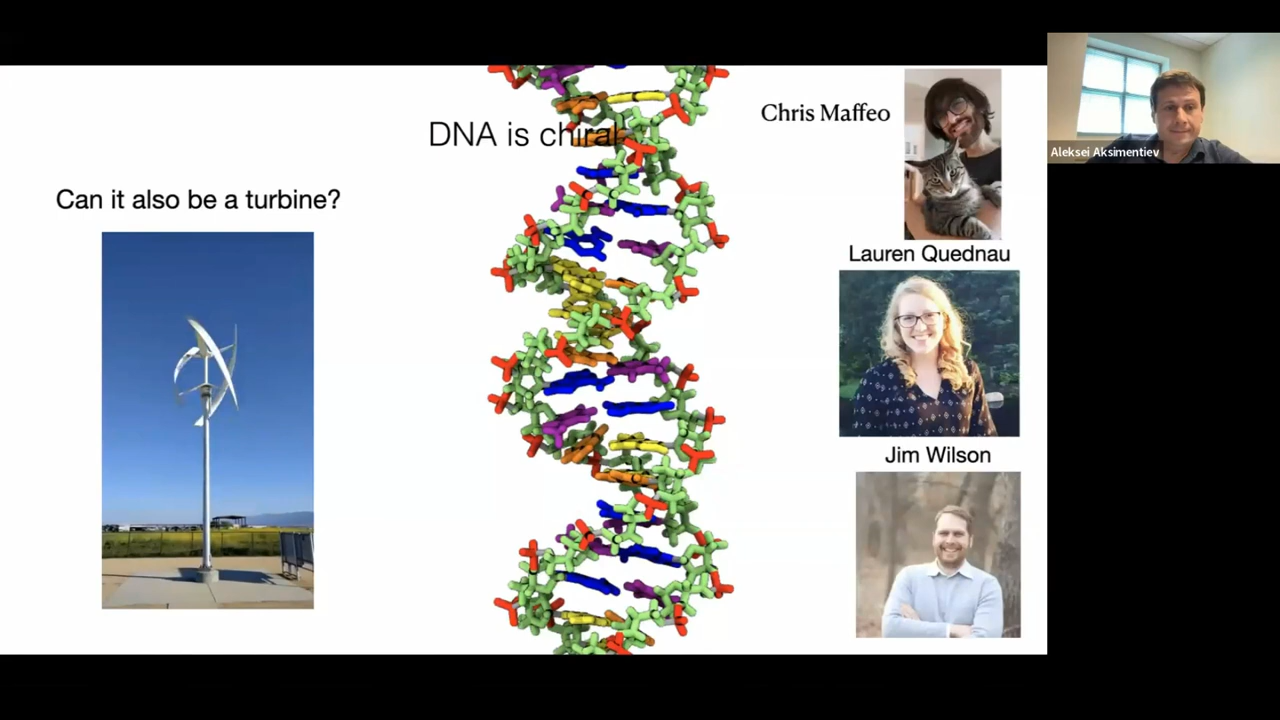 DNA is chiral
Can it also be a turbine?
Chris Maffeo
Lauren Quednau
Jim Wilson
Aleksei Aksimentiev